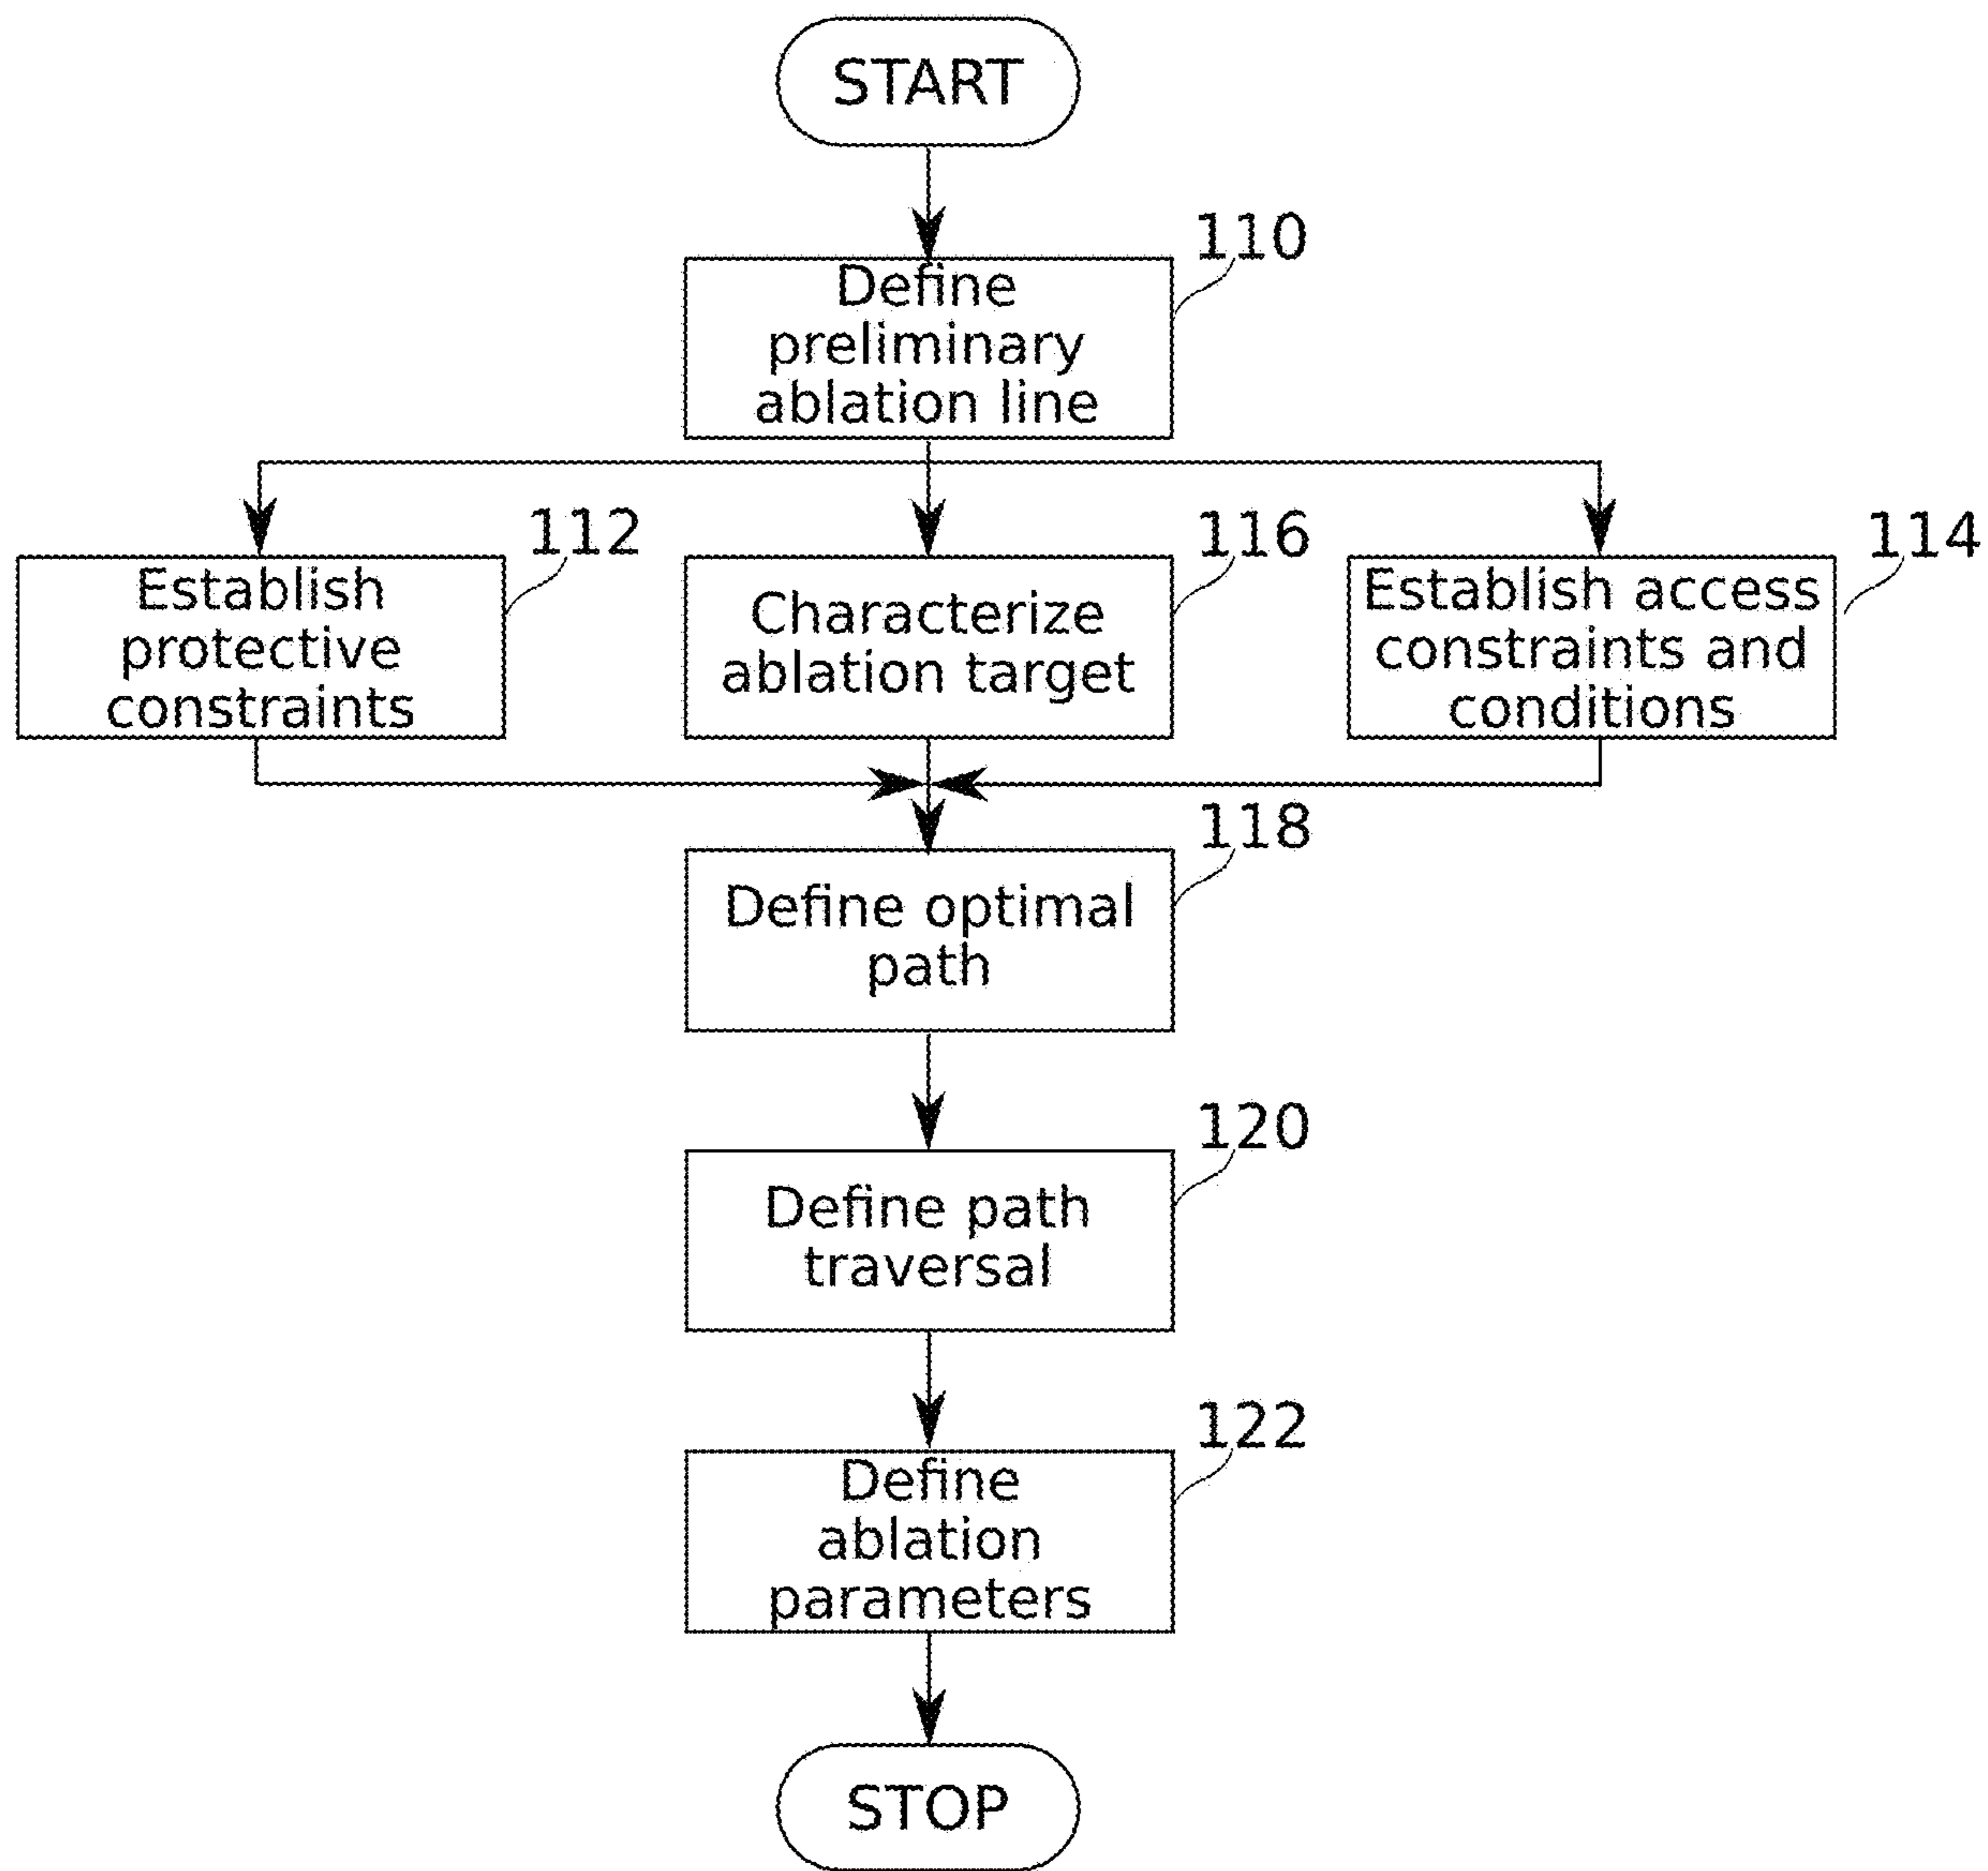 START
110
Define
preliminary
ablation line
112
Establish
protective
constraints
116
Characterize
ablation target
114
Establish access
constraints and
conditions
118
Define optimal
path
120
Define path
traversal
122
Define
ablation
parameters
STOP